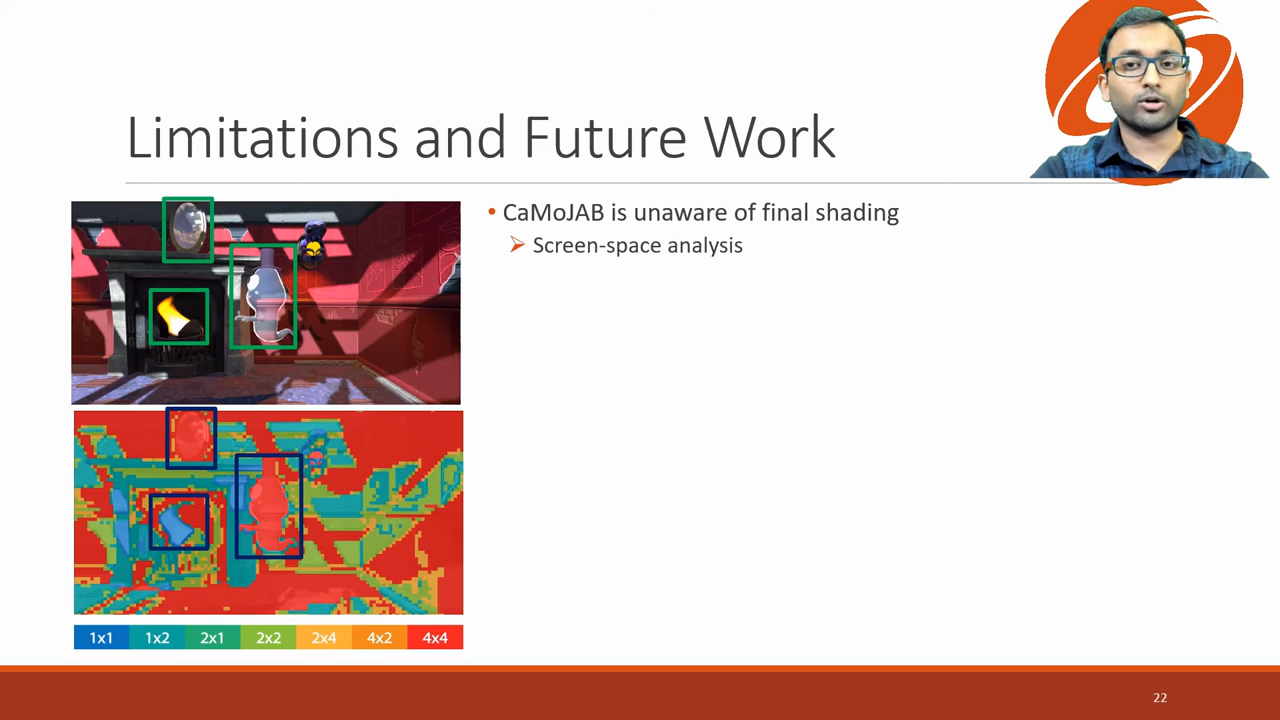 Limitations and Future Work
• CaMoJAB is unaware of final shading
➢ Screen-space analysis
1x1 1x2 2x1 2x2 2x4 4x2 4x4
22